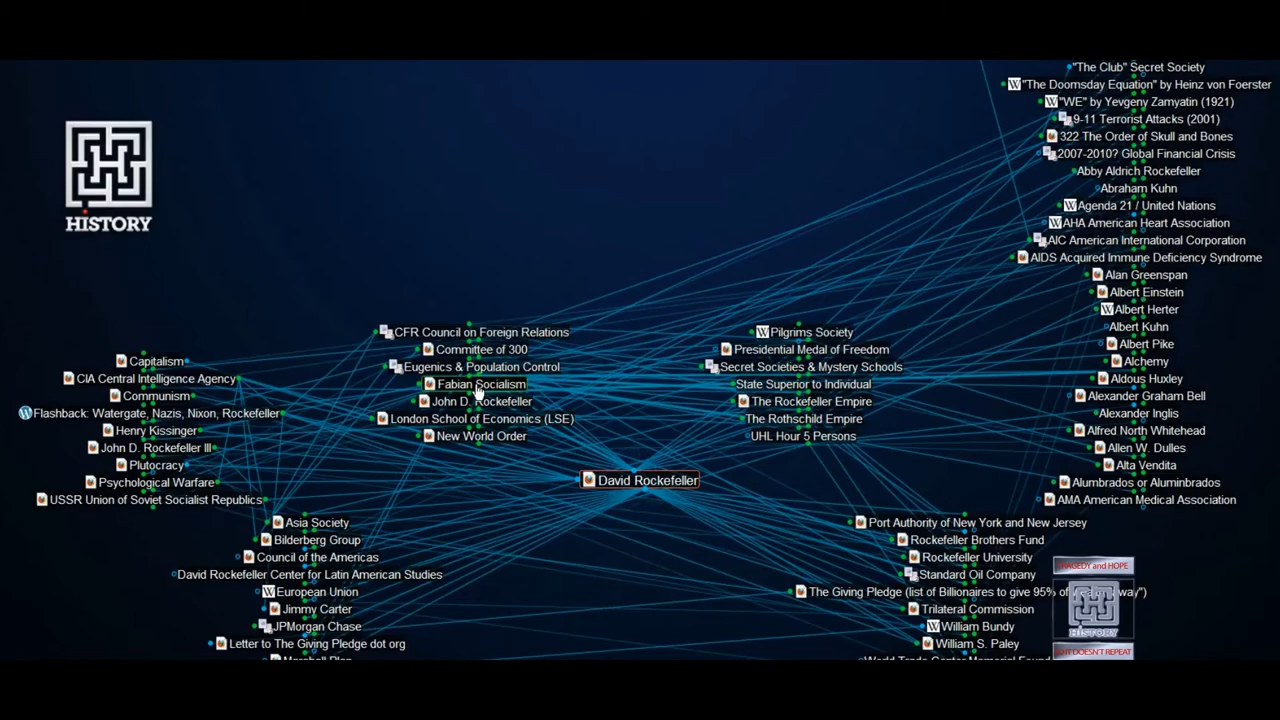 HISTORY
Capitalism
CIA Central Intelligence Agency
Communism
Flashback: Watergate, Nazis, Nixon, Rockefeller
Henry Kissinger
John D. Rockefeller III
Plutocracy
Psychological Warfare
USSR Union of Soviet Socialist Republics
CFR Council on Foreign Relations
Committee of 300
Eugenics & Population Control
Fabian Socialism
John D. Rockefeller
London School of Economics (LSE)
New World Order
Pilgrims Society
Presidential Medal of Freedom
Secret Societies & Mystery Schools
State Superior to Individual
The Rockefeller Empire
The Rothschild Empire
UHL Hour 5 Persons
"The Club" Secret Society
"The Doomsday Equation" by Heinz von Foerster
"WE" by Yevgeny Zamyatin (1921)
9-11 Terrorist Attacks (2001)
322 The Order of Skull and Bones
2007-2010? Global Financial Crisis
Abby Aldrich Rockefeller
Abraham Kuhn
Agenda 21 / United Nations
AHA American Heart Association
AIC American International Corporation
AIDS Acquired Immune Deficiency Syndrome
Alan Greenspan
Albert Einstein
Albert Herter
Albert Kuhn
Albert Pike
Alchemy
Aldous Huxley
Alexander Graham Bell
Alexander Inglis
Alfred North Whitehead
Allen W. Dulles
Alta Vendita
Alumbrados or Aluminbrados
AMA American Medical Association
David Rockefeller
Asia Society
Bilderberg Group
Council of the Americas
David Rockefeller Center for Latin American Studies
European Union
Jimmy Carter
JPMorgan Chase
Letter to The Giving Pledge dot org
Marshall Plan
Port Authority of New York and New Jersey
Rockefeller Brothers Fund
Rockefeller University
Standard Oil Company
The Giving Pledge (list of Billionaires to give 95% of way")
Trilateral Commission
William Bundy
William S. Paley
World Trade Center Memorial Found
TRAGEDY and HOPE
HISTORY
DOESN'T REPEAT